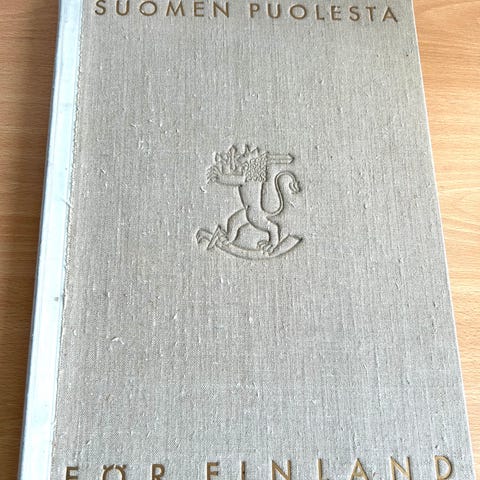 SUOMEN PUOLESTA
FÖR FINLAND